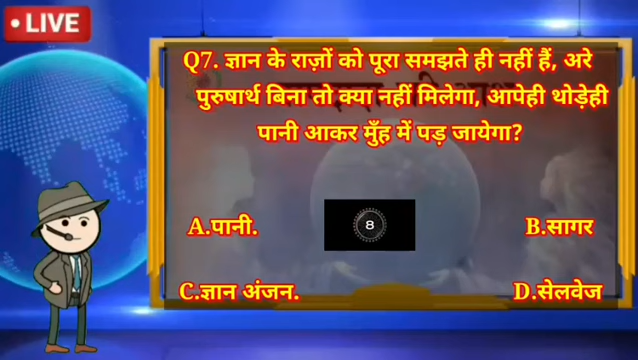 • LIVE
Q7. ज्ञान के राज़ों को पूरा समझते ही नहीं हैं, अरे
पुरुषार्थ बिना तो क्या नहीं मिलेगा, आपेही थोड़ेही
पानी आकर मुँह में पड़ जायेगा?
A.पानी.
8
B.सागर
C.ज्ञान अंजन.
D.सेलवेज